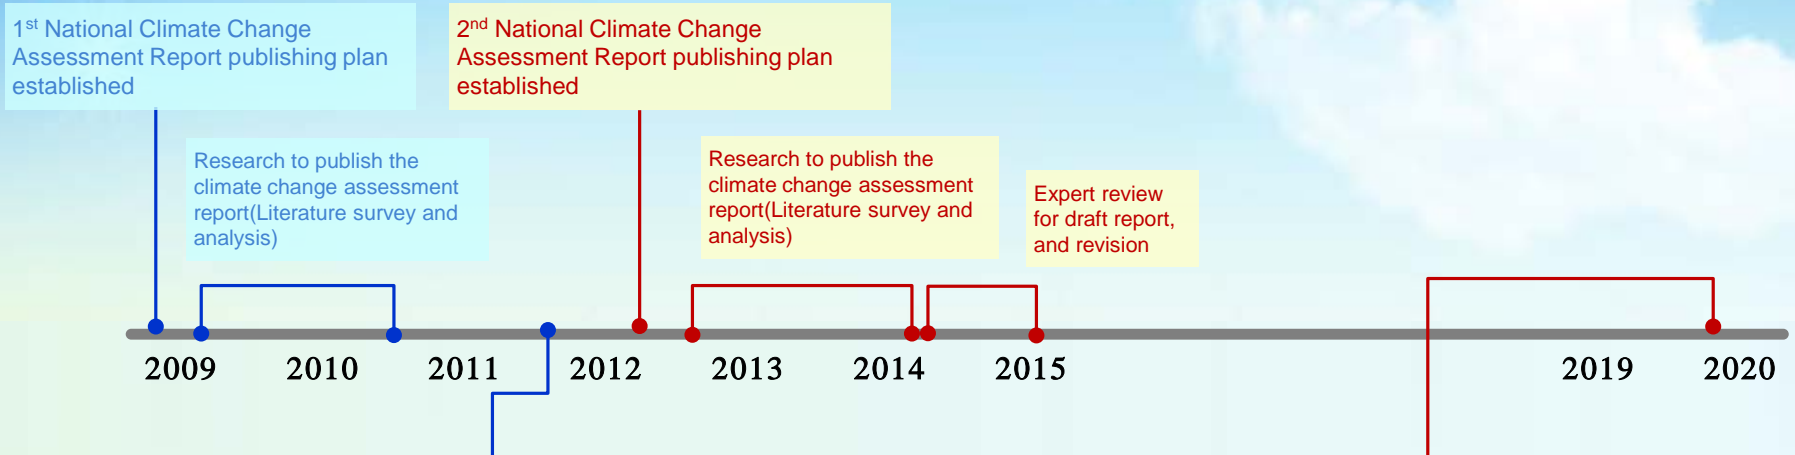 1st National Climate Change
Assessment Report publishing plan
established
2nd National Climate Change
Assessment Report publishing plan
established
Research to publish the
climate change assessment
report(Literature survey and
analysis)
Research to publish the
climate change assessment
report(Literature survey and
analysis)
Expert review
for draft report,
and revision
2009 2010 2011 2012 2013 2014 2015 2019 2020